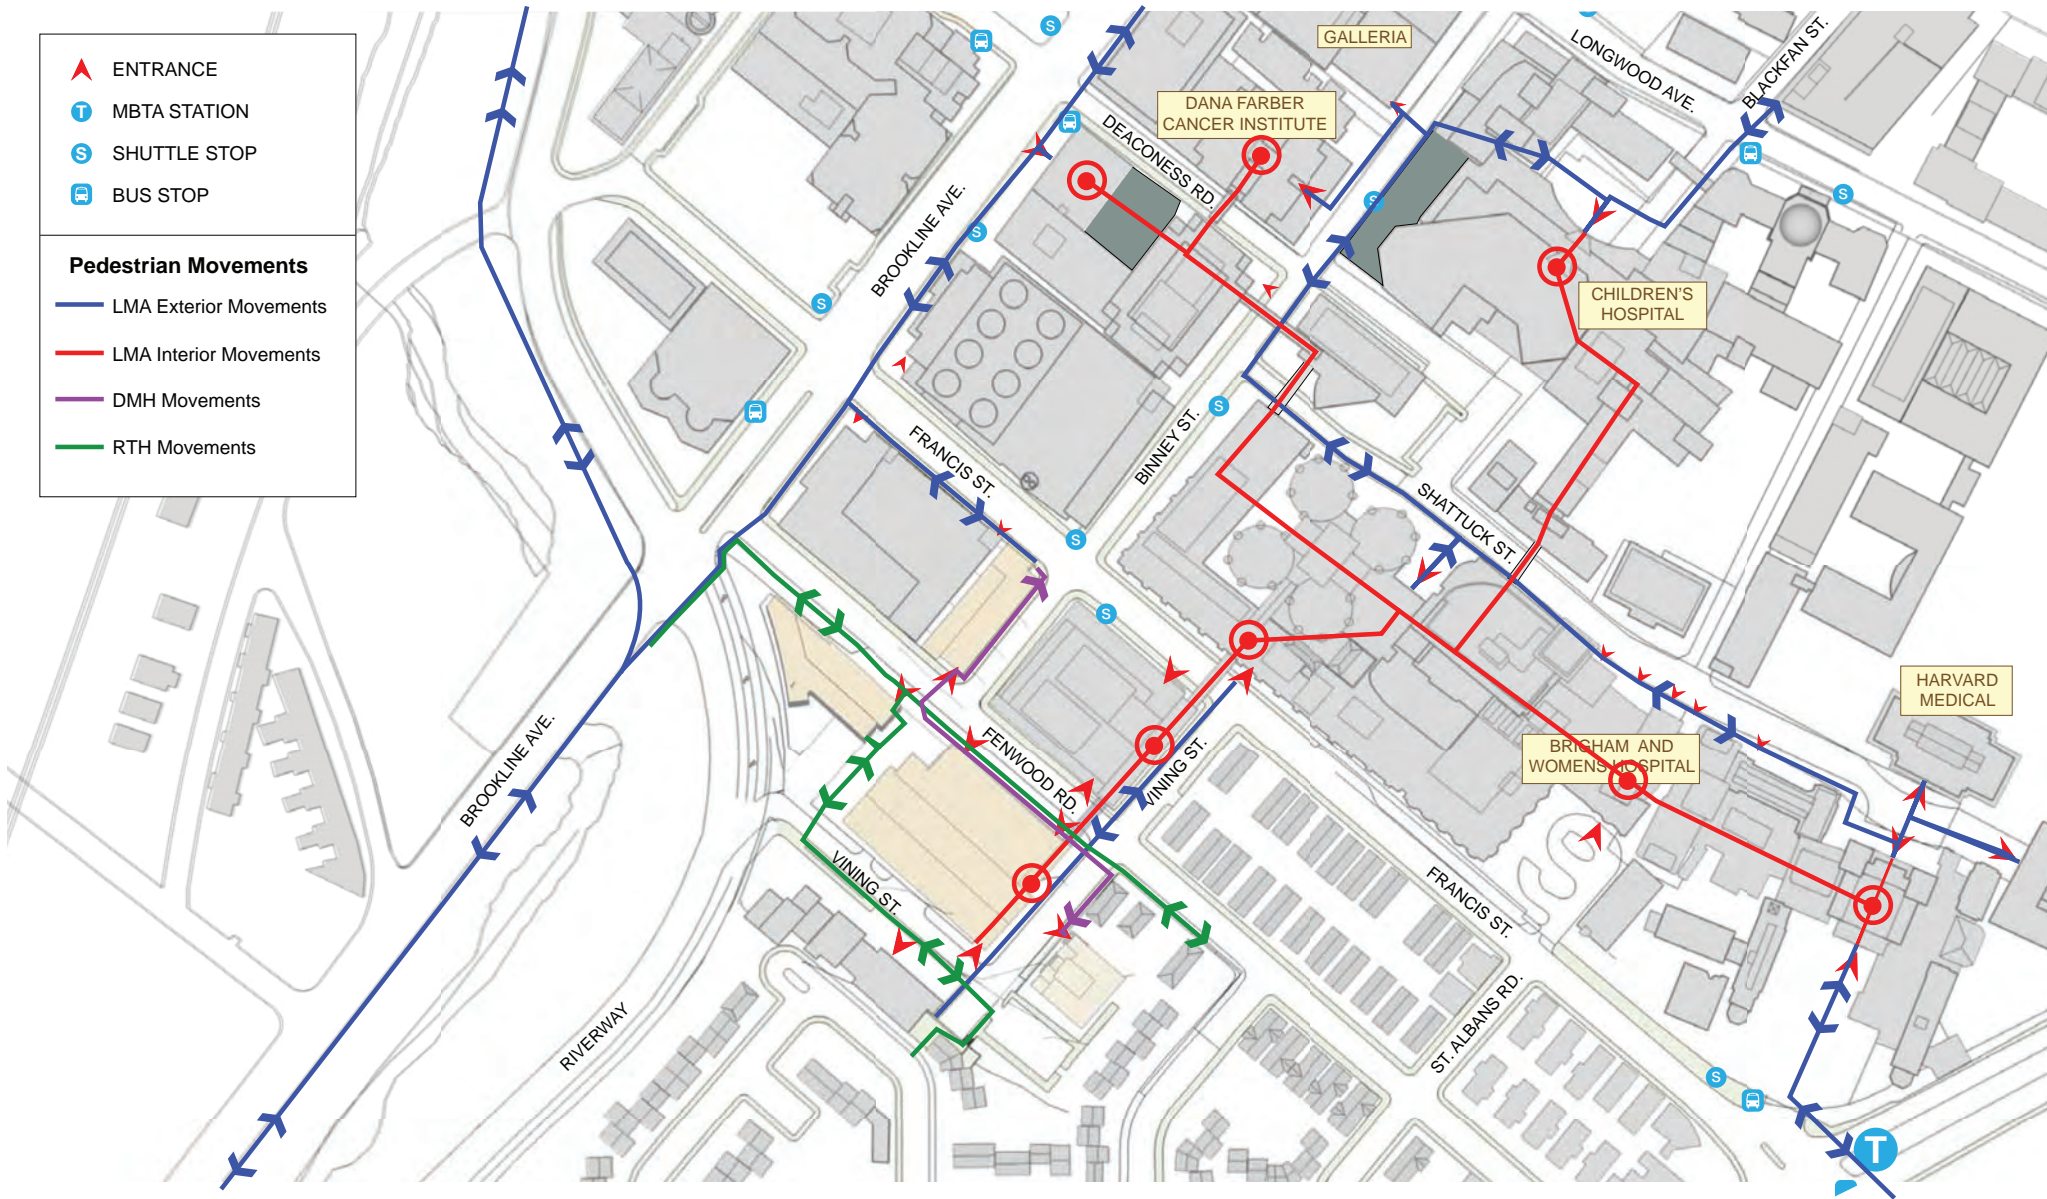 ENTRANCE
T
MBTA STATION
S
SHUTTLE STOP
BUS STOP
Pedestrian Movements
LMA Exterior Movements
LMA Interior Movements
DMH Movements
RTH Movements
S
GALLERIA
LONGWOOD AVE.
BLACKFAN ST.
DANA FARBER
CANCER INSTITUTE
DEACONESS RD.
BROOKLINE AVE.
S
S
S
S
CHILDREN'S
HOSPITAL
BINNEY ST.
S
FRANCIS ST.
SHATTUCK ST.
S
S
HARVARD
MEDICAL
FENWOOD RD.
VINING ST.
BRIGHAM AND
WOMENS HOSPITAL
BROOKLINE AVE.
VINING ST.
FRANCIS ST.
ST. ALBANS RD.
RIVERWAY
S
T